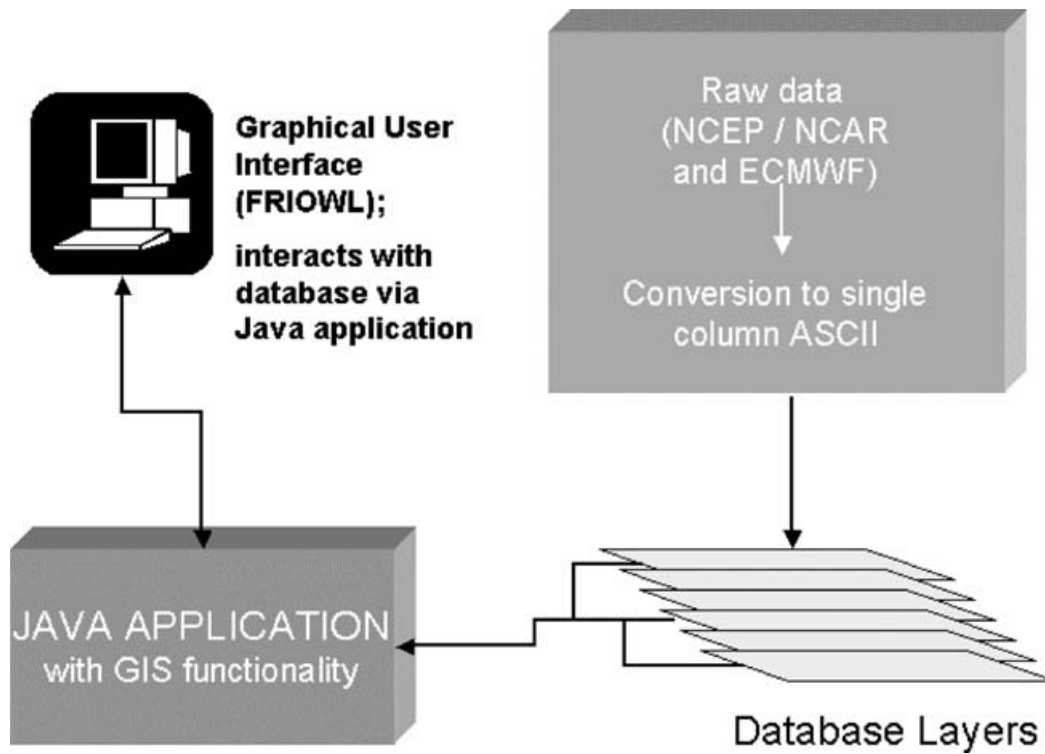 Graphical User
Interface
(FRIOWL);
interacts with
database via
Java application
Raw data
(NCEP / NCAR
and ECMWF)
Conversion to single
column ASCII
JAVA APPLICATION
with GIS functionality
Database Layers